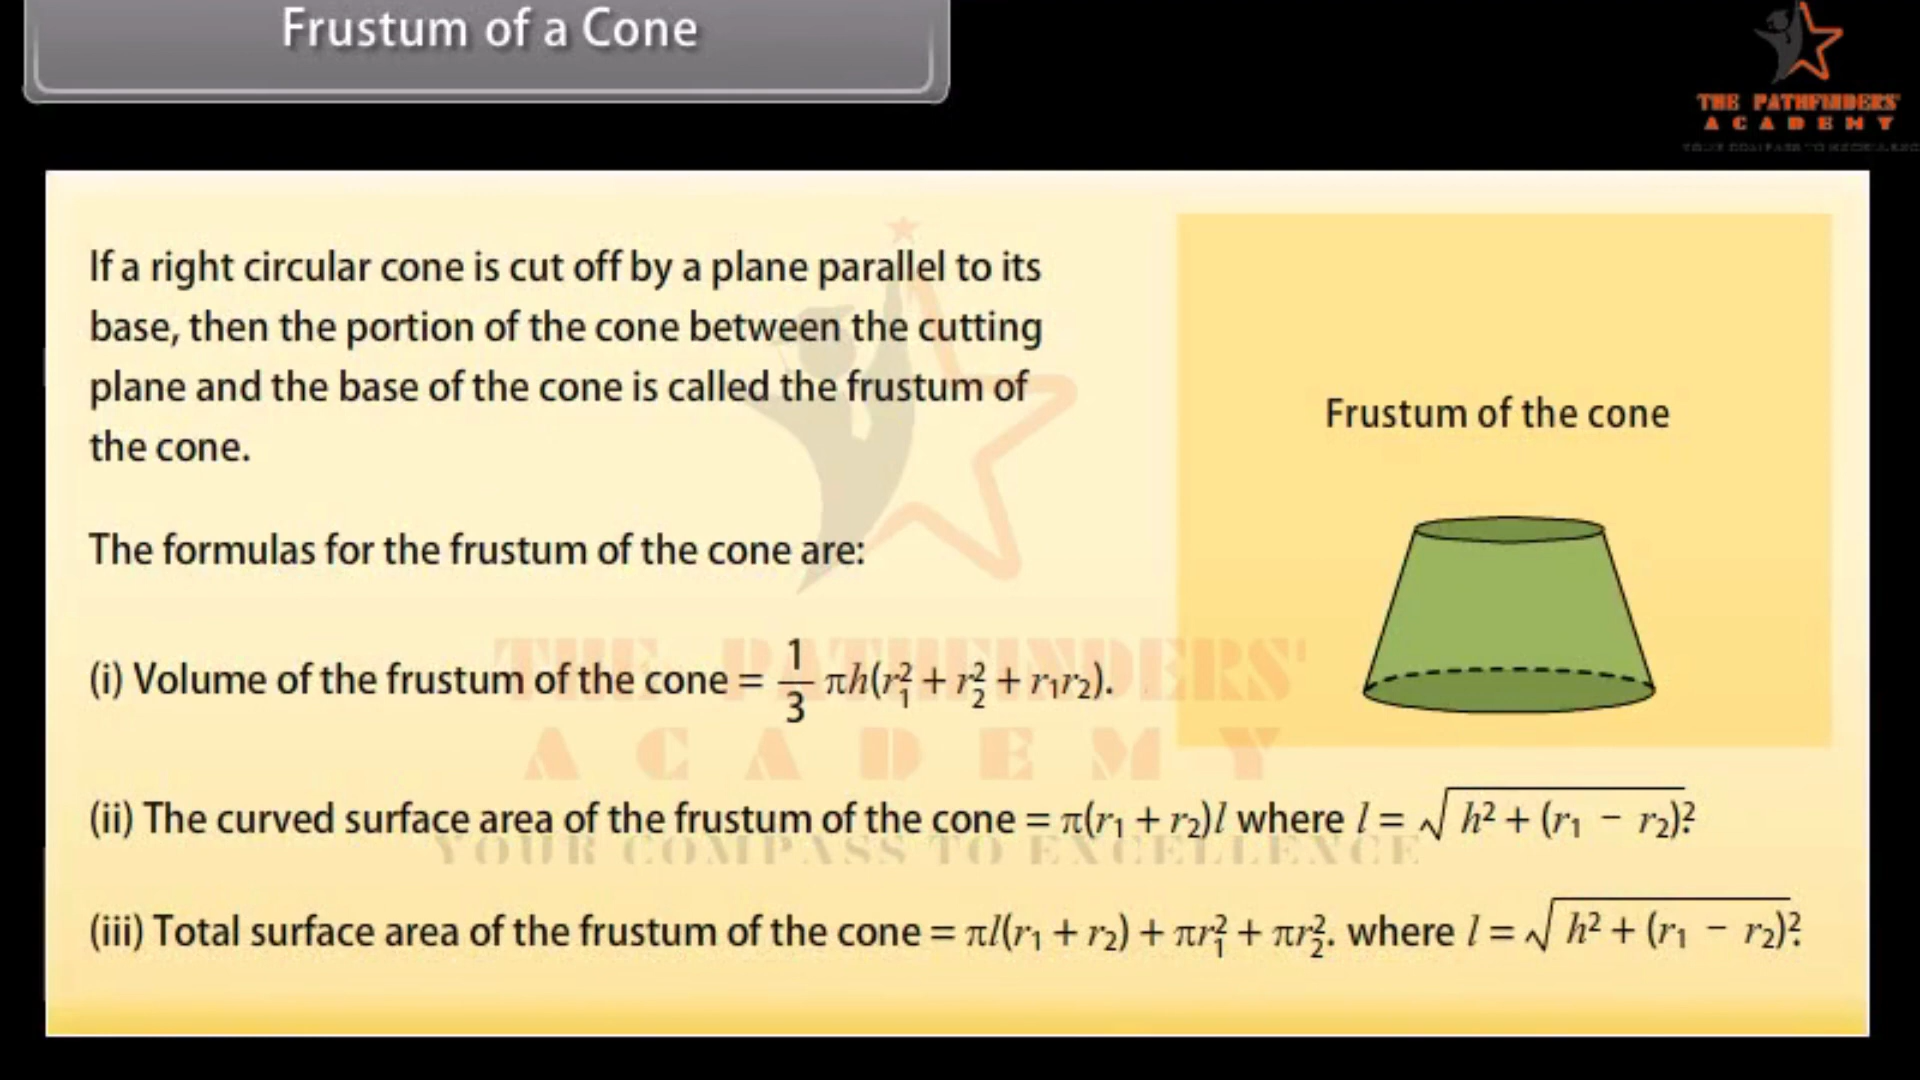 Frustum of a Cone
THE PATHFINDERS'
ACADEMY
YOUR COMPASS TO EXCELLENCE
If a right circular cone is cut off by a plane parallel to its
base, then the portion of the cone between the cutting
plane and the base of the cone is called the frustum of
the cone.
Frustum of the cone
The formulas for the frustum of the cone are:
(i) Volume of the frustum of the cone = 1/3 πh(r₁² + r₂² + r₁r₂).
(ii) The curved surface area of the frustum of the cone = π(r₁ + r₂)l where l = √(h² + (r₁ − r₂)²).
(iii) Total surface area of the frustum of the cone = πl(r₁ + r₂) + πr₁² + πr₂². where l = √(h² + (r₁ − r₂)²).
THE PATHFINDERS'
ACADEMY
YOUR COMPASS TO EXCELLENCE